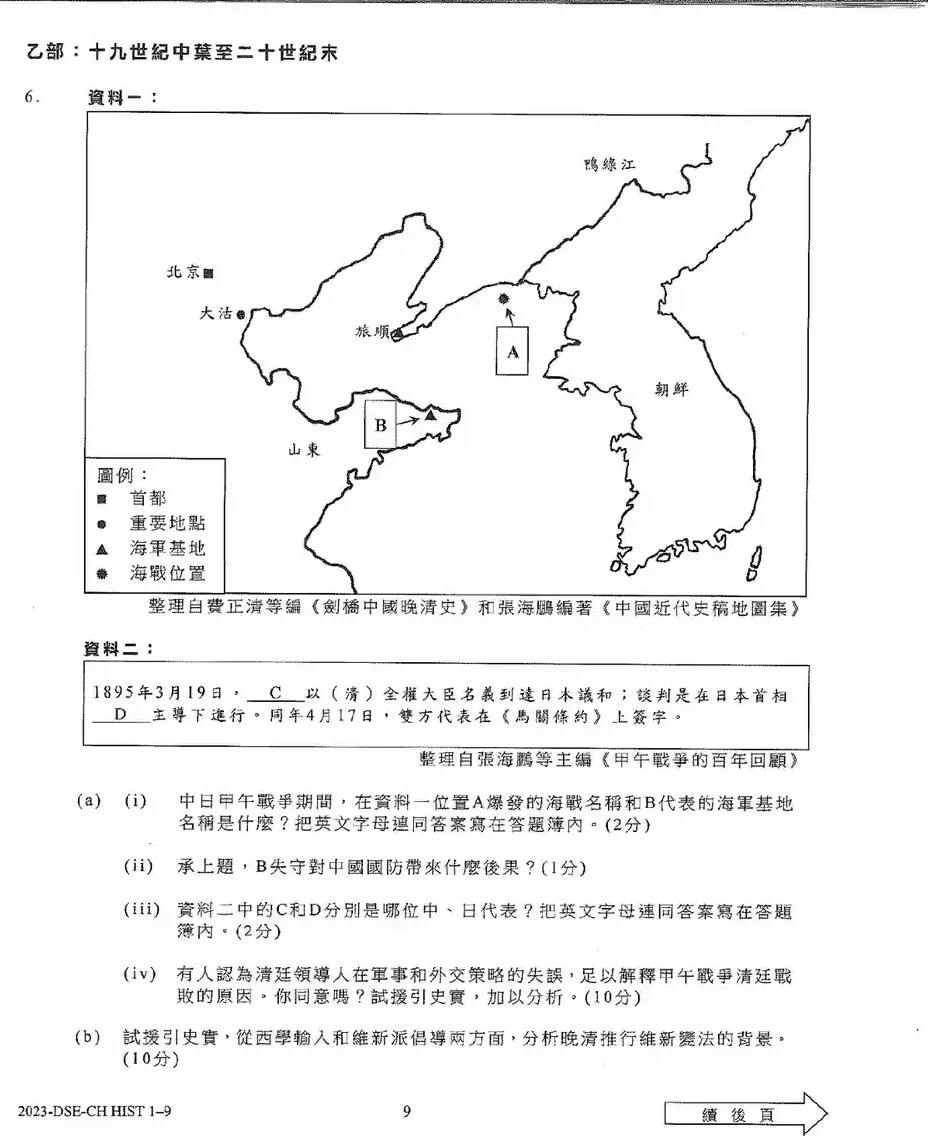 乙部：十九世紀中葉至二十世紀末
6.
資料一：
鴨綠江
北京
大沽
旅順
A
朝鮮
B
山東
圖例：
首都
重要地點
海軍基地
海戰位置
整理自費正清等編《劍橋中國晚清史》和張海鵬編著《中國近代史稿地圖集》
資料二：
1895年3月19日，__C__以（清）全權大臣名義到達日本議和；談判是在日本首相
__D__主導下進行。同年4月17日，雙方代表在《馬關條約》上簽字。
整理自張海鵬等主編《甲午戰爭的百年回顧》
(a) (i) 中日甲午戰爭期間，在資料一位置A爆發的海戰名稱和B代表的海軍基地
名稱是什麼？把英文字母連同答案寫在答題簿內。(2分)
(ii) 承上題，B失守對中國國防帶來什麼後果？(1分)
(iii) 資料二中的C和D分別是哪位中、日代表？把英文字母連同答案寫在答題
簿內。(2分)
(iv) 有人認為清廷領導人在軍事和外交策略的失誤，足以解釋甲午戰爭清廷戰
敗的原因。你同意嗎？試援引史實，加以分析。(10分)
(b) 試援引史實，從西學輸入和維新派倡導兩方面，分析晚清推行維新變法的背景。
(10分)
2023-DSE-CH HIST 1–9
9
續後頁